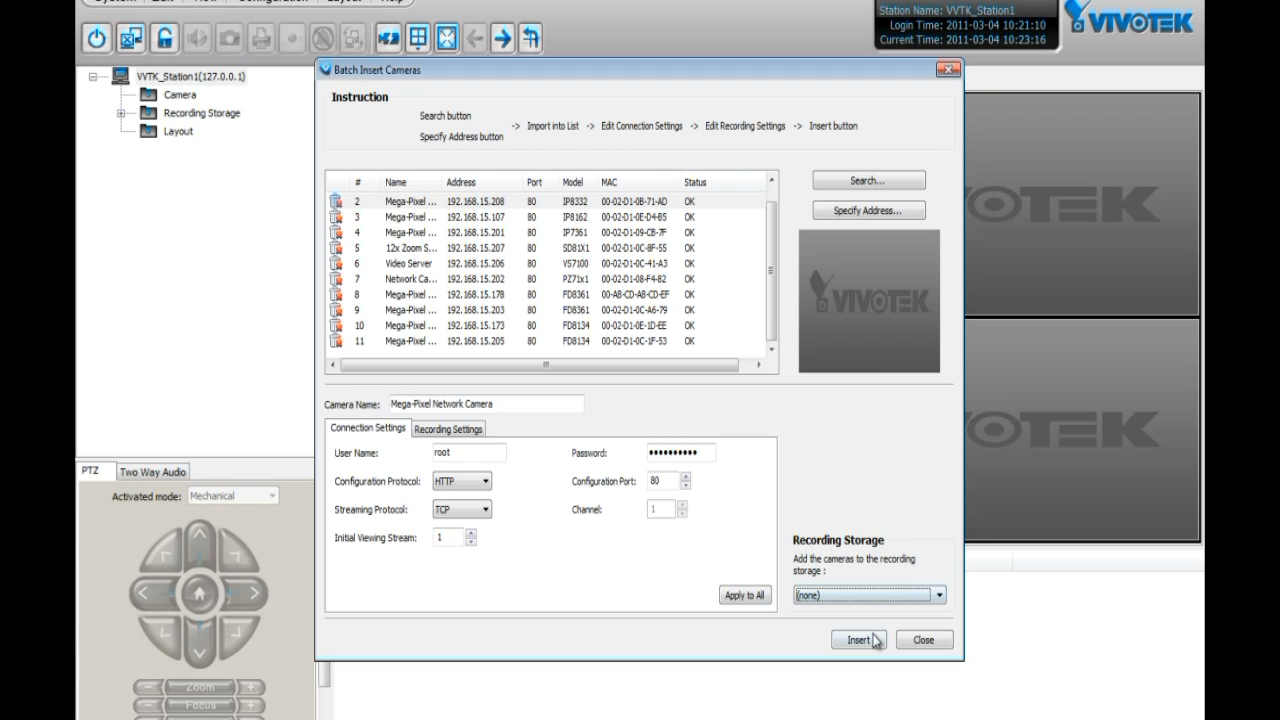 System Edit View Configuration Layout Help
Station Name: VVTK_Station1
Login Time: 2011-03-04 10:21:10
Current Time: 2011-03-04 10:23:16
VIVOTEK
VVTK_Station1(127.0.0.1)
Camera
Recording Storage
Layout
Batch Insert Cameras
Instruction
Search button
Specify Address button
-> Import into List -> Edit Connection Settings -> Edit Recording Settings -> Insert button
# Name Address Port Model MAC Status
2 Mega-Pixel ... 192.168.15.208 80 IP8332 00-02-D1-0B-71-AD OK
3 Mega-Pixel ... 192.168.15.107 80 IP8162 00-02-D1-0E-D4-B5 OK
4 Mega-Pixel ... 192.168.15.201 80 IP7361 00-02-D1-09-CB-7F OK
5 12x Zoom S... 192.168.15.207 80 SD81X1 00-02-D1-0C-8F-55 OK
6 Video Server 192.168.15.206 80 VS7100 00-02-D1-0C-41-A3 OK
7 Network Ca... 192.168.15.202 80 PZ71x1 00-02-D1-08-F4-82 OK
8 Mega-Pixel ... 192.168.15.178 80 FD8361 00-AB-CD-AB-CD-EF OK
9 Mega-Pixel ... 192.168.15.203 80 FD8361 00-02-D1-0C-A6-79 OK
10 Mega-Pixel ... 192.168.15.173 80 FD8134 00-02-D1-0E-1D-EE OK
11 Mega-Pixel ... 192.168.15.205 80 FD8134 00-02-D1-0C-1F-53 OK
Search...
Specify Address...
VIVOTEK
OTEK
OTEK
Camera Name: Mega-Pixel Network Camera
Connection Settings Recording Settings
User Name: root Password: ••••••••••
Configuration Protocol: HTTP Configuration Port: 80
Streaming Protocol: TCP Channel: 1
Initial Viewing Stream: 1
Apply to All
Recording Storage
Add the cameras to the recording
storage :
(none)
Insert Close
PTZ Two Way Audio
Activated mode: Mechanical
Zoom
Focus